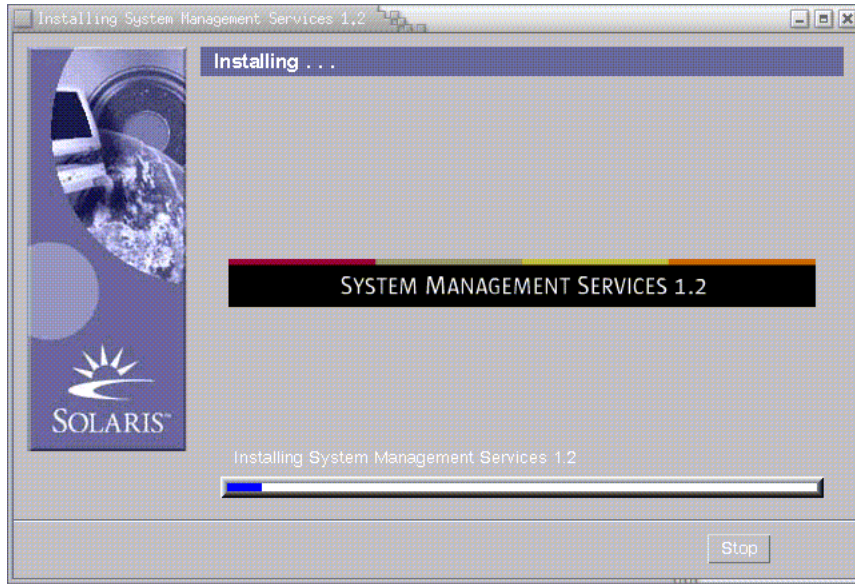 Installing System Management Services 1.2
Installing . . .
SYSTEM MANAGEMENT SERVICES 1.2
SOLARIS™
Installing System Management Services 1.2
Stop